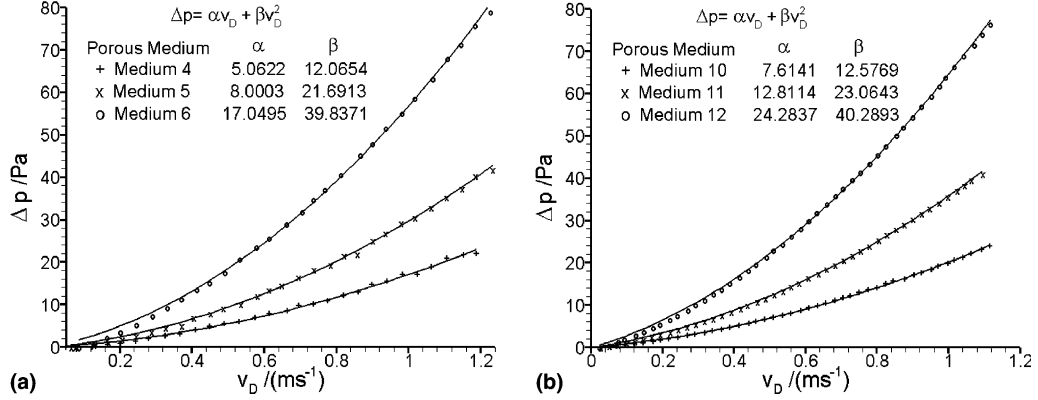 Δp= αv_D + βv_D^2
Porous Medium α β
+ Medium 4 5.0622 12.0654
x Medium 5 8.0003 21.6913
o Medium 6 17.0495 39.8371
80
70
60
50
40
30
20
10
0
Δp /Pa
0.2 0.4 0.6 0.8 1 1.2
v_D /(ms^-1)
(a)
Δp= αv_D + βv_D^2
Porous Medium α β
+ Medium 10 7.6141 12.5769
x Medium 11 12.8114 23.0643
o Medium 12 24.2837 40.2893
80
70
60
50
40
30
20
10
0
Δp /Pa
0 0.2 0.4 0.6 0.8 1 1.2
v_D /(ms^-1)
(b)